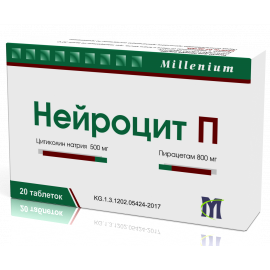 Millenium
Нейроцит П
Цитиколин натрия 500 мг
Пирацетам 800 мг
20 таблеток
KG.1.3.1202.05424-2017
M